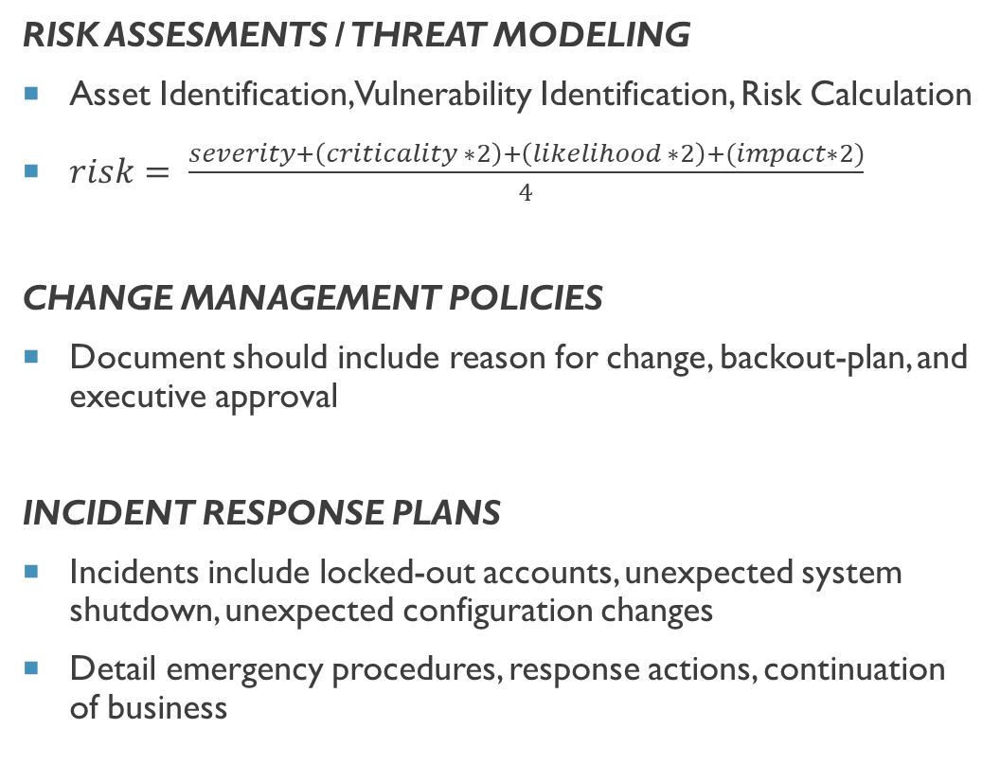 RISK ASSESMENTS / THREAT MODELING
▪ Asset Identification, Vulnerability Identification, Risk Calculation
▪ risk = severity+(criticality *2)+(likelihood *2)+(impact*2)
4
CHANGE MANAGEMENT POLICIES
▪ Document should include reason for change, backout-plan, and
executive approval
INCIDENT RESPONSE PLANS
▪ Incidents include locked-out accounts, unexpected system
shutdown, unexpected configuration changes
▪ Detail emergency procedures, response actions, continuation
of business